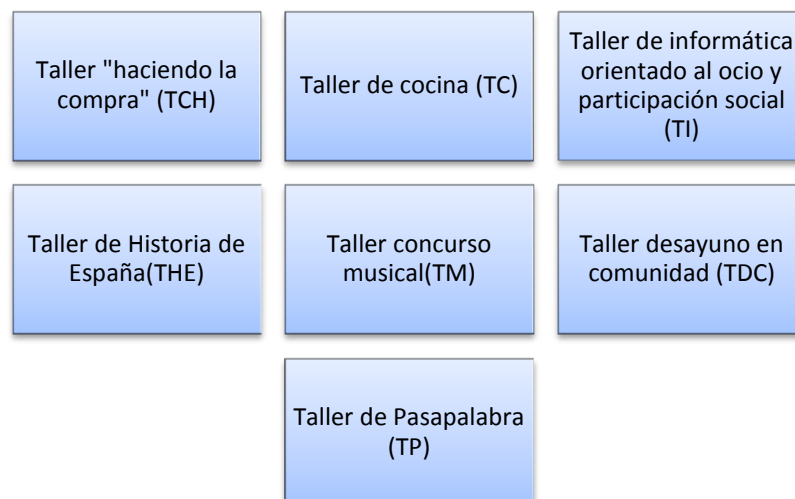 Taller "haciendo la
compra" (TCH)
Taller de cocina (TC)
Taller de informática
orientado al ocio y
participación social
(TI)
Taller de Historia de
España(THE)
Taller concurso
musical(TM)
Taller desayuno en
comunidad (TDC)
Taller de Pasapalabra
(TP)